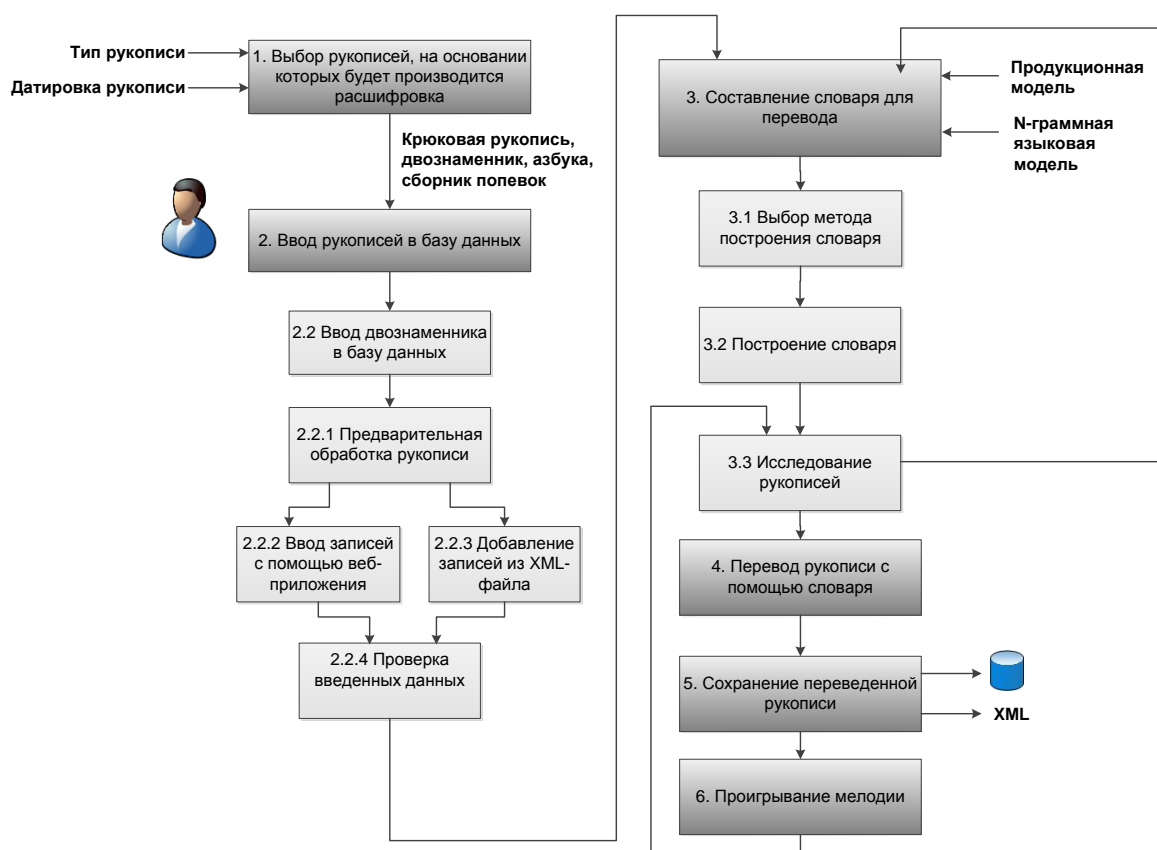 Тип рукописи
Датировка рукописи
1. Выбор рукописей, на основании
которых будет производится
расшифровка
Крюковая рукопись,
двознаменник, азбука,
сборник попевок
2. Ввод рукописей в базу данных
2.2 Ввод двознаменника
в базу данных
2.2.1 Предварительная
обработка рукописи
2.2.2 Ввод записей
с помощью веб-
приложения
2.2.3 Добавление
записей из XML-
файла
2.2.4 Проверка
введенных данных
3. Составление словаря для
перевода
Продукционная
модель
N-граммная
языковая
модель
3.1 Выбор метода
построения словаря
3.2 Построение словаря
3.3 Исследование
рукописей
4. Перевод рукописи с
помощью словаря
5. Сохранение переведенной
рукописи
XML
6. Проигрывание мелодии